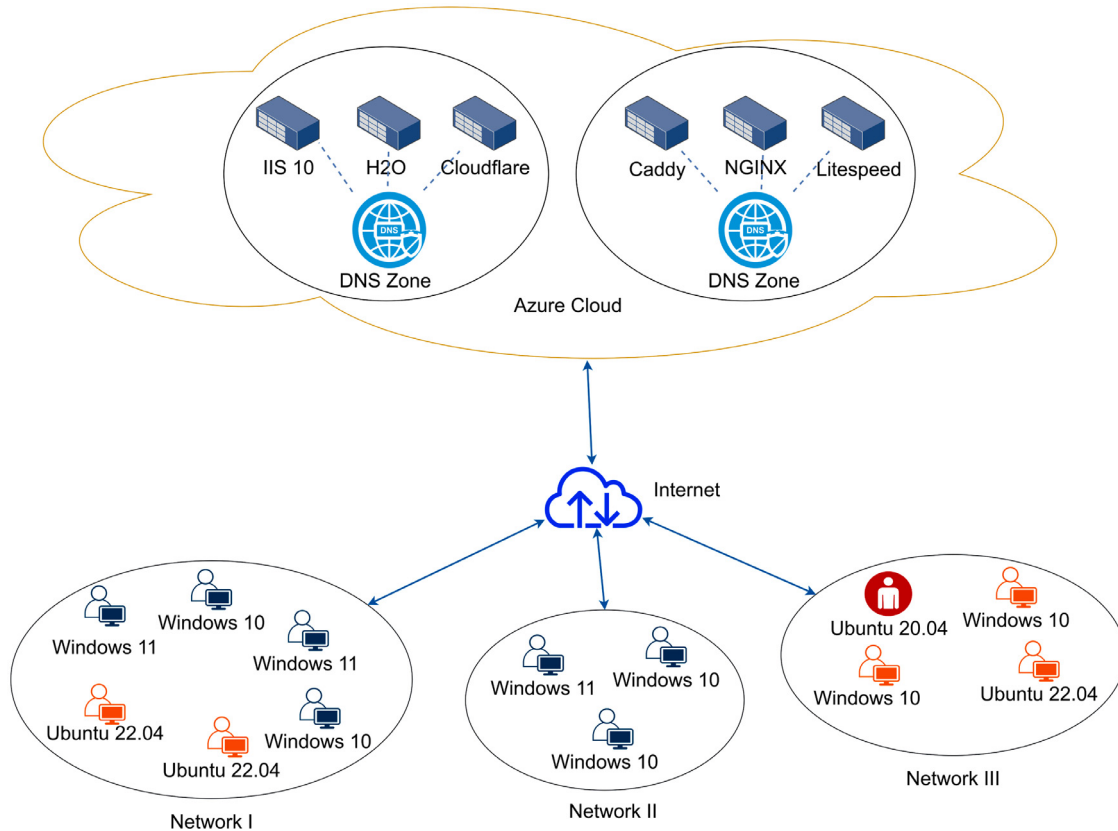 IIS 10
H2O
Cloudflare
DNS
DNS Zone
Caddy
NGINX
Litespeed
DNS
DNS Zone
Azure Cloud
Internet
Windows 11
Windows 10
Windows 11
Ubuntu 22.04
Ubuntu 22.04
Windows 10
Network I
Windows 11
Windows 10
Windows 10
Network II
Ubuntu 20.04
Windows 10
Windows 10
Ubuntu 22.04
Network III